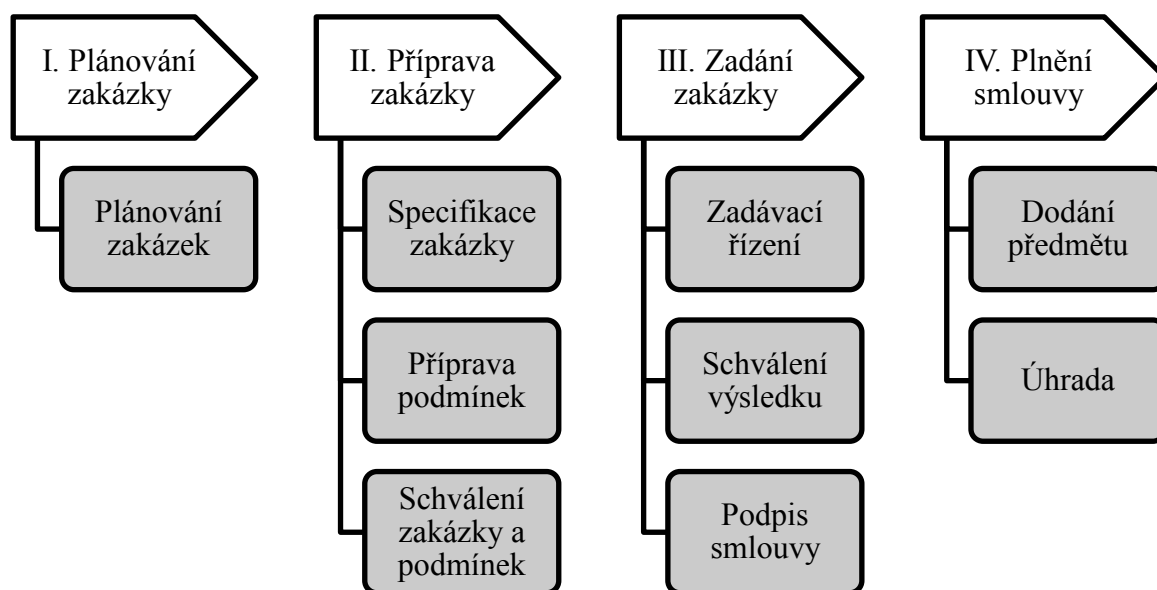 I. Plánování
zakázky
Plánování
zakázek
II. Příprava
zakázky
Specifikace
zakázky
Příprava
podmínek
Schválení
zakázky a
podmínek
III. Zadání
zakázky
Zadávací
řízení
Schválení
výsledku
Podpis
smlouvy
IV. Plnění
smlouvy
Dodání
předmětu
Úhrada